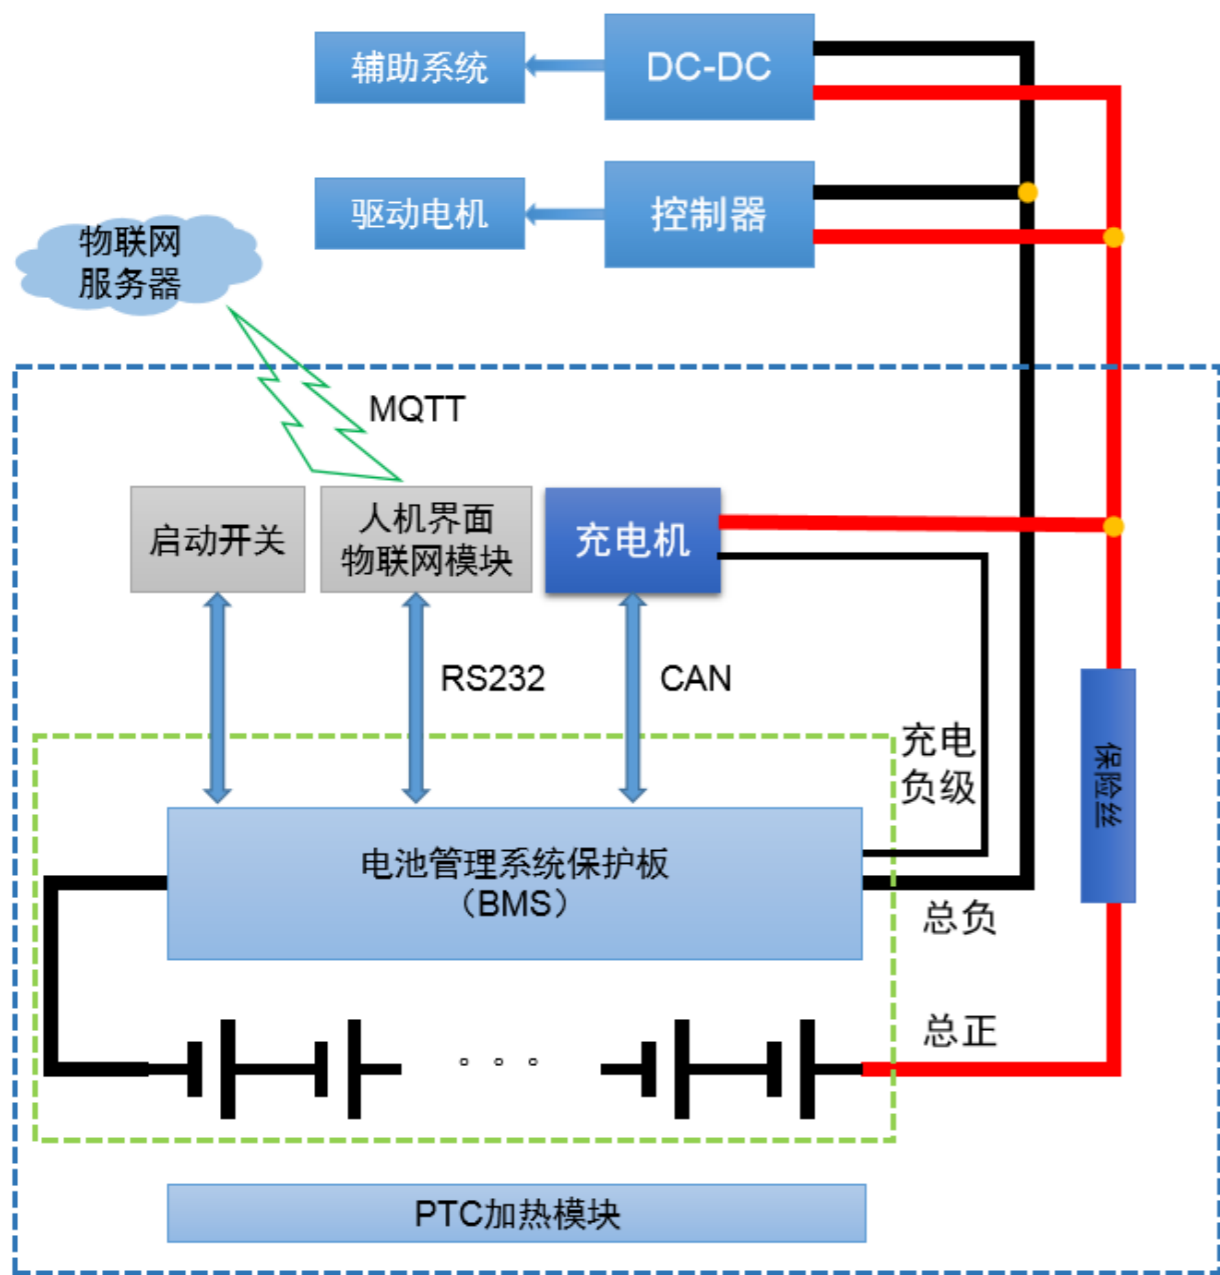 辅助系统
DC-DC
驱动电机
控制器
物联网
服务器
MQTT
启动开关
人机界面
物联网模块
充电机
RS232
CAN
充电
负级
保险丝
电池管理系统保护板
（BMS）
总负
总正
PTC加热模块